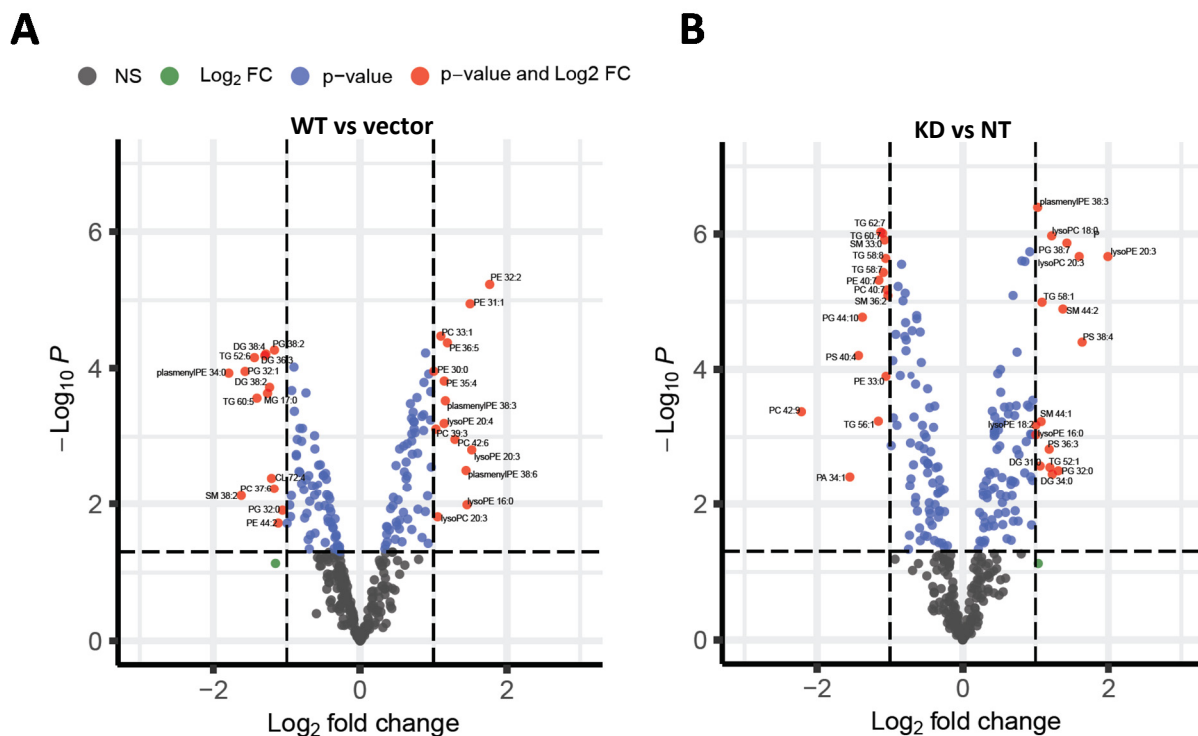 A
B
NS Log2 FC p−value p−value and Log2 FC
WT vs vector
KD vs NT
− Log10 P
6
4
2
0
−2 0 2
Log2 fold change
PE 32:2
PE 31:1
PC 33:1
PE 36:5
PE 30:0
PE 35:4
plasmenylPE 38:3
lysoPE 20:4
PC 39:3
PC 42:6
lysoPE 20:3
plasmenylPE 38:6
lysoPE 16:0
lysoPC 20:3
DG 38:4
PG 38:2
TG 52:6
DG 36:3
plasmenylPE 34:0
PG 32:1
DG 38:2
MG 17:0
TG 60:5
CL 72:4
PC 37:6
SM 38:2
PG 32:0
PE 44:2
− Log10 P
6
4
2
0
−2 0 2
Log2 fold change
TG 62:7
TG 60:7
SM 33:0
TG 58:8
TG 58:7
PE 40:7
PC 40:7
SM 36:2
PG 44:10
PS 40:4
PE 33:0
PC 42:9
TG 56:1
PA 34:1
plasmenylPE 38:3
lysoPC 18:0
P
PG 38:7
lysoPE 20:3
lysoPC 20:3
TG 58:1
SM 44:2
PS 38:4
SM 44:1
lysoPE 18:2
lysoPE 16:0
PS 36:3
DG 31:0
TG 52:1
PG 32:0
DG 34:0